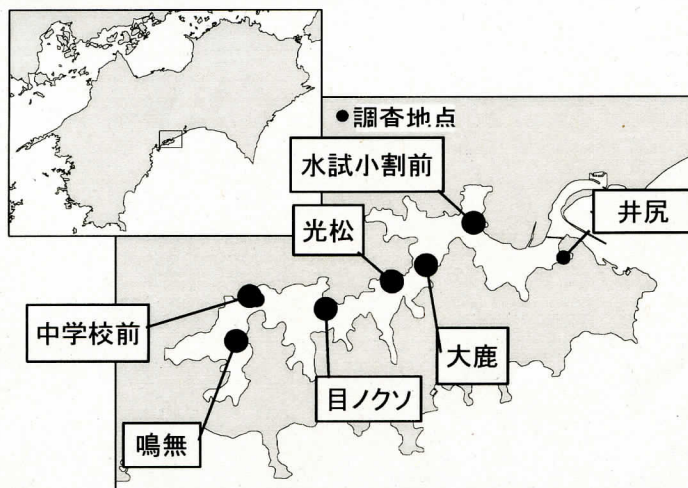 ●調査地点
水試小割前
井尻
光松
中学校前
大鹿
目ノクソ
鳴無